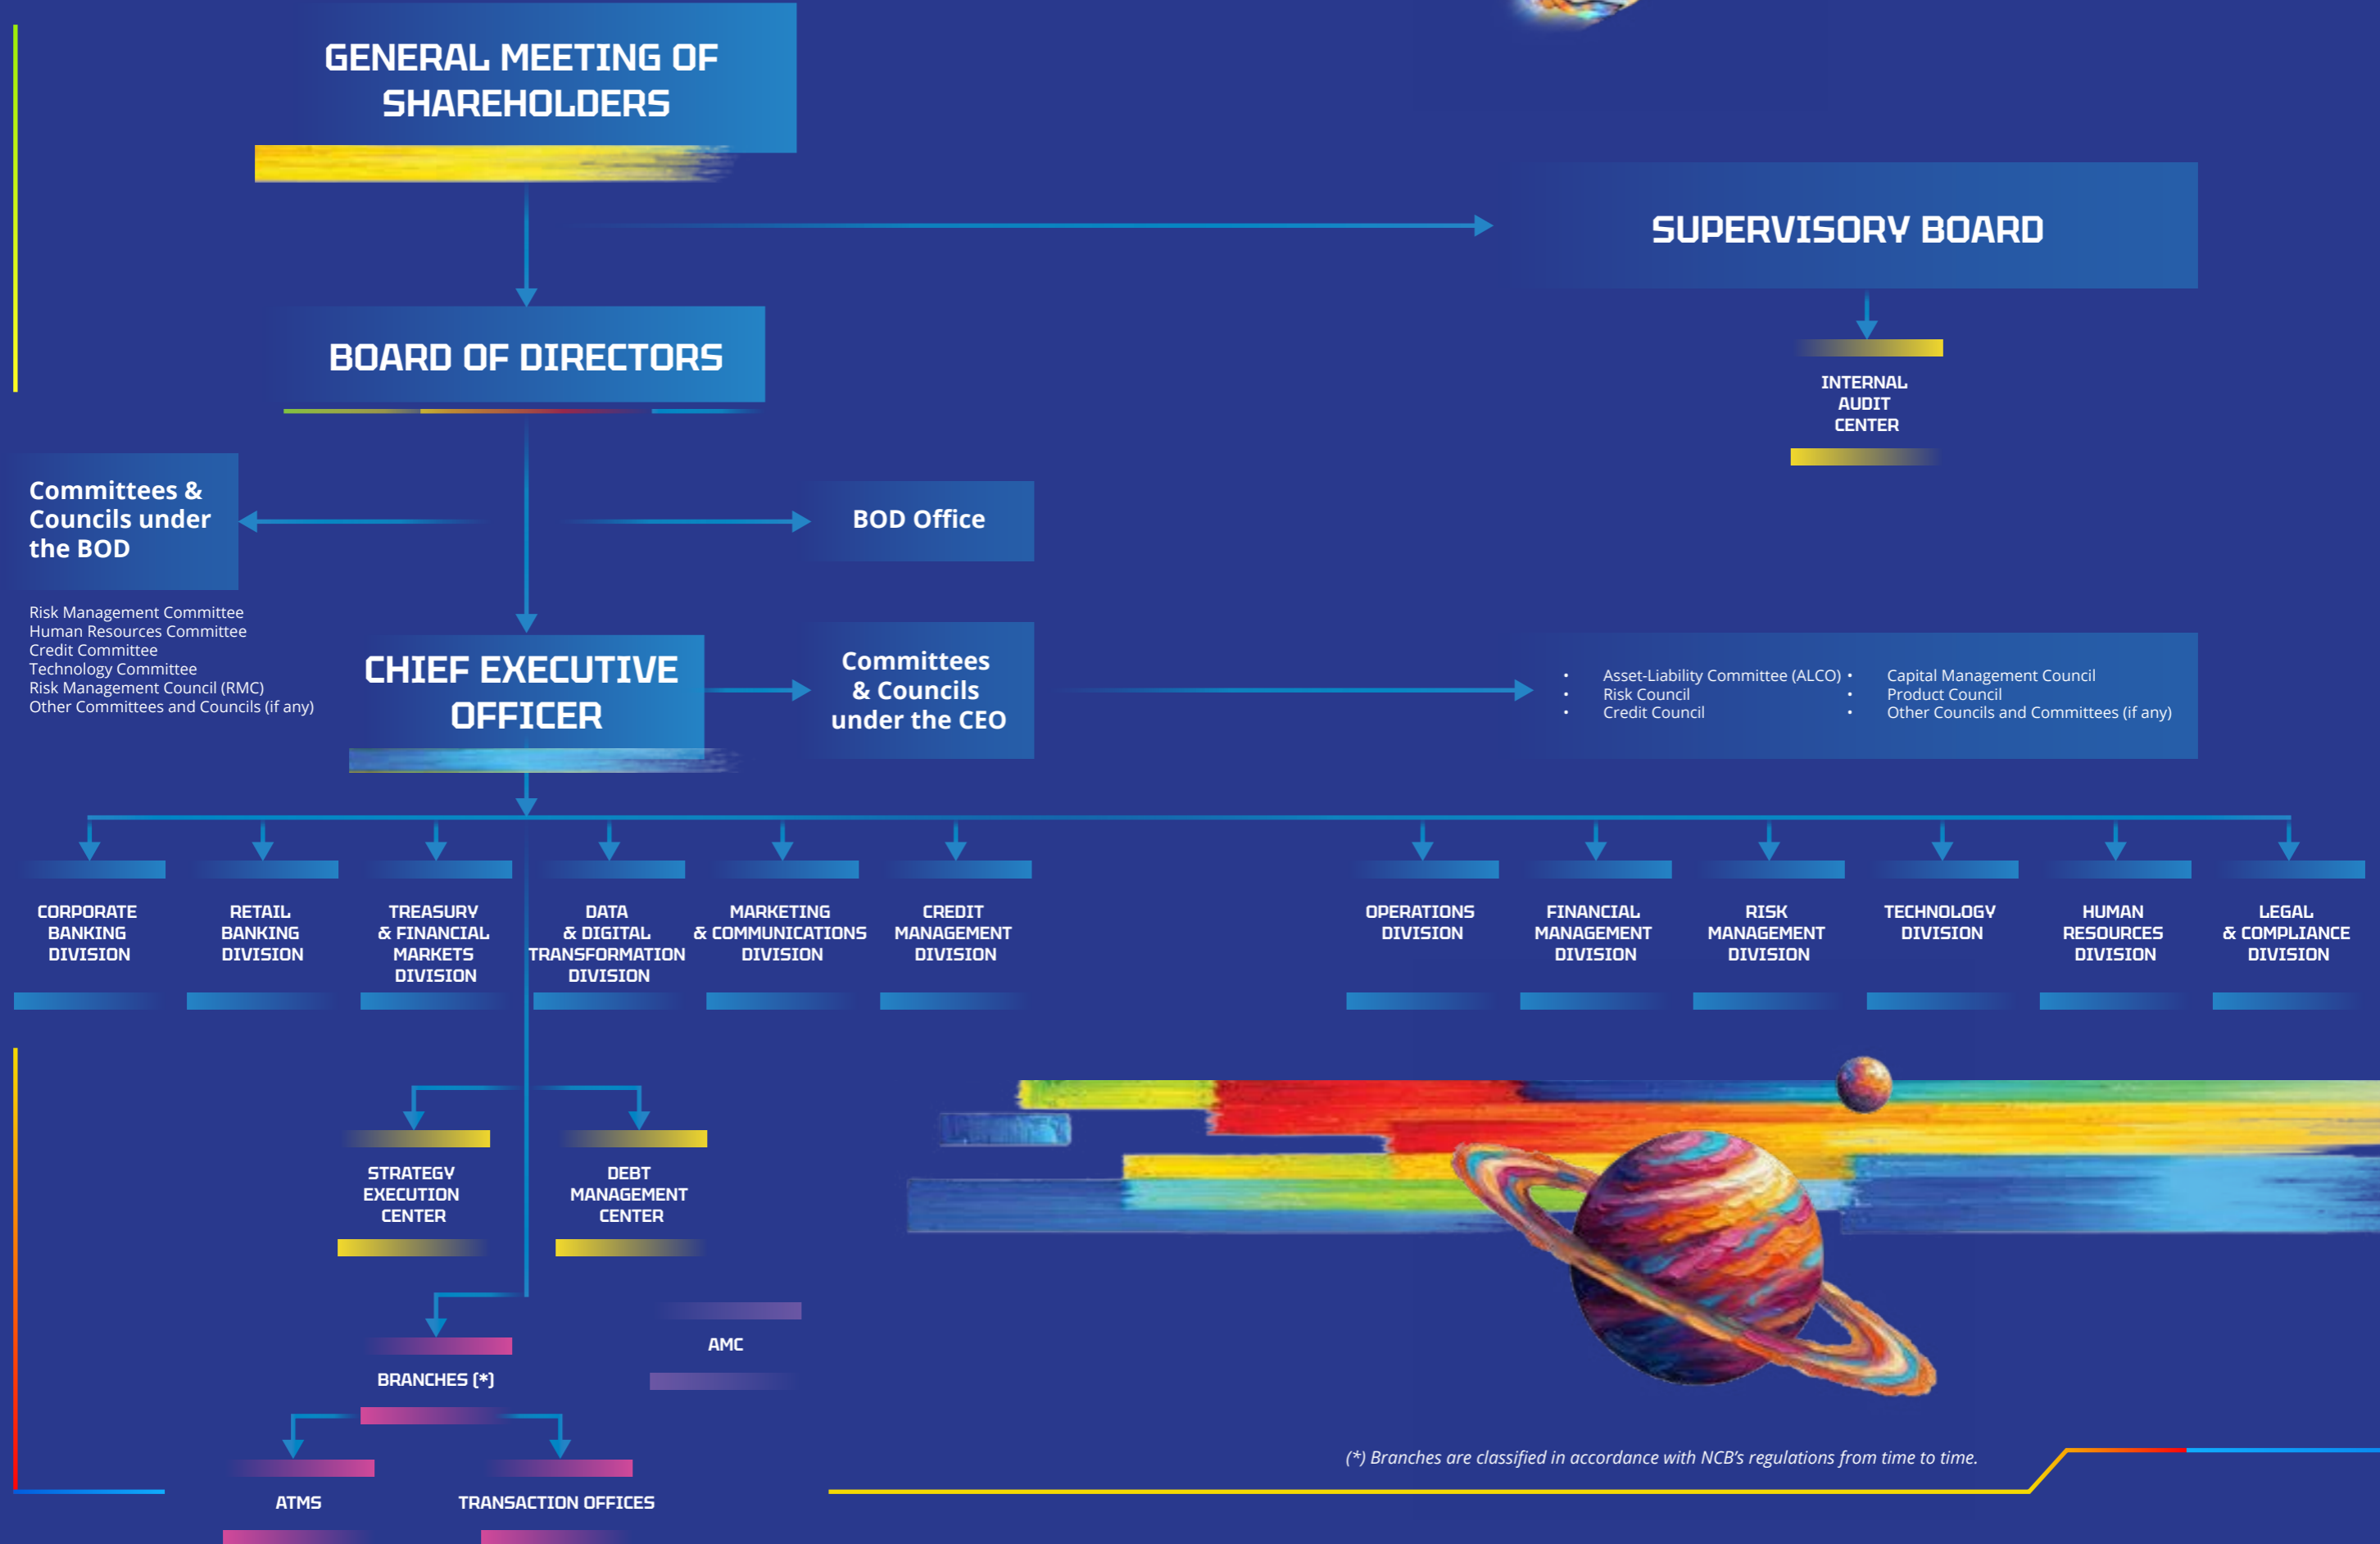 GENERAL MEETING OF
SHAREHOLDERS
SUPERVISORY BOARD
INTERNAL
AUDIT
CENTER
BOARD OF DIRECTORS
Committees &
Councils under
the BOD
BOD Office
Risk Management Committee
Human Resources Committee
Credit Committee
Technology Committee
Risk Management Council (RMC)
Other Committees and Councils (if any)
CHIEF EXECUTIVE
OFFICER
Committees
& Councils
under the CEO
• Asset-Liability Committee (ALCO)
• Risk Council
• Credit Council
• Capital Management Council
• Product Council
• Other Councils and Committees (if any)
CORPORATE
BANKING
DIVISION
RETAIL
BANKING
DIVISION
TREASURY
& FINANCIAL
MARKETS
DIVISION
DATA
& DIGITAL
TRANSFORMATION
DIVISION
MARKETING
& COMMUNICATIONS
DIVISION
CREDIT
MANAGEMENT
DIVISION
OPERATIONS
DIVISION
FINANCIAL
MANAGEMENT
DIVISION
RISK
MANAGEMENT
DIVISION
TECHNOLOGY
DIVISION
HUMAN
RESOURCES
DIVISION
LEGAL
& COMPLIANCE
DIVISION
STRATEGY
EXECUTION
CENTER
DEBT
MANAGEMENT
CENTER
AMC
BRANCHES (*)
ATMS
TRANSACTION OFFICES
(*) Branches are classified in accordance with NCB's regulations from time to time.